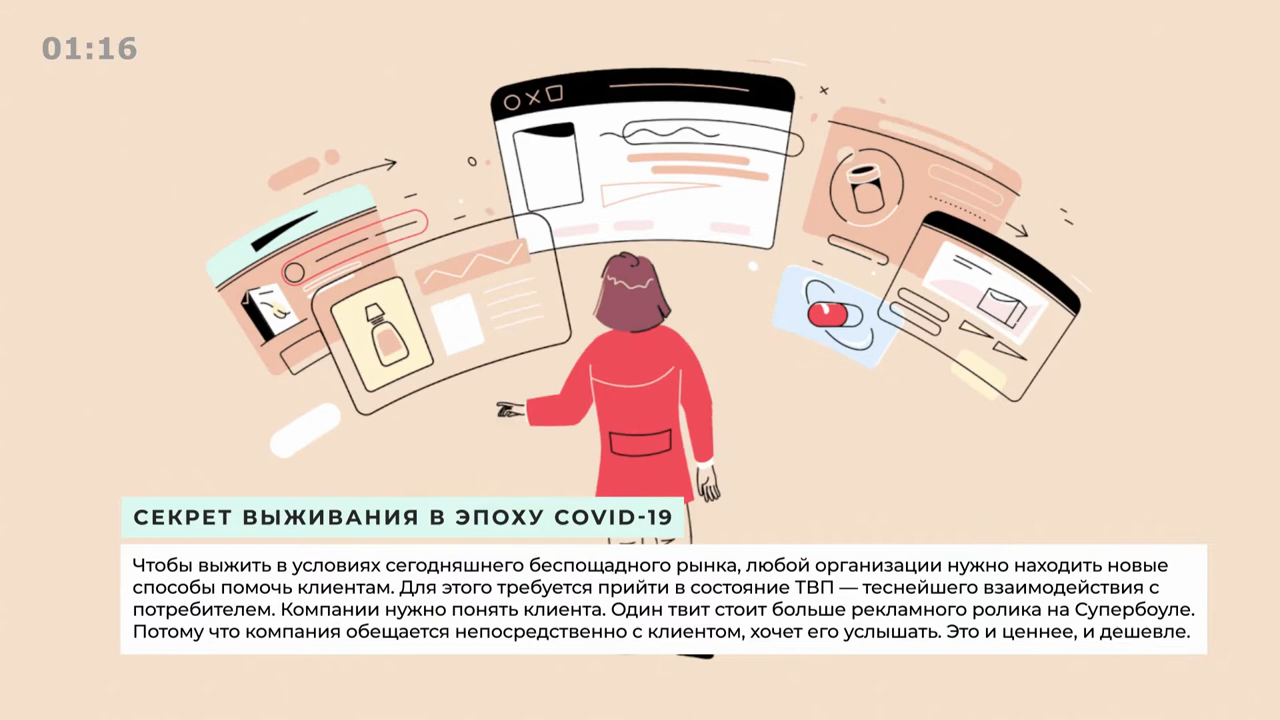 01:16
СЕКРЕТ ВЫЖИВАНИЯ В ЭПОХУ COVID-19
Чтобы выжить в условиях сегодняшнего беспощадного рынка, любой организации нужно находить новые
способы помочь клиентам. Для этого требуется прийти в состояние ТВП — теснейшего взаимодействия с
потребителем. Компании нужно понять клиента. Один твит стоит больше рекламного ролика на Супербоуле.
Потому что компания обещается непосредственно с клиентом, хочет его услышать. Это и ценнее, и дешевле.